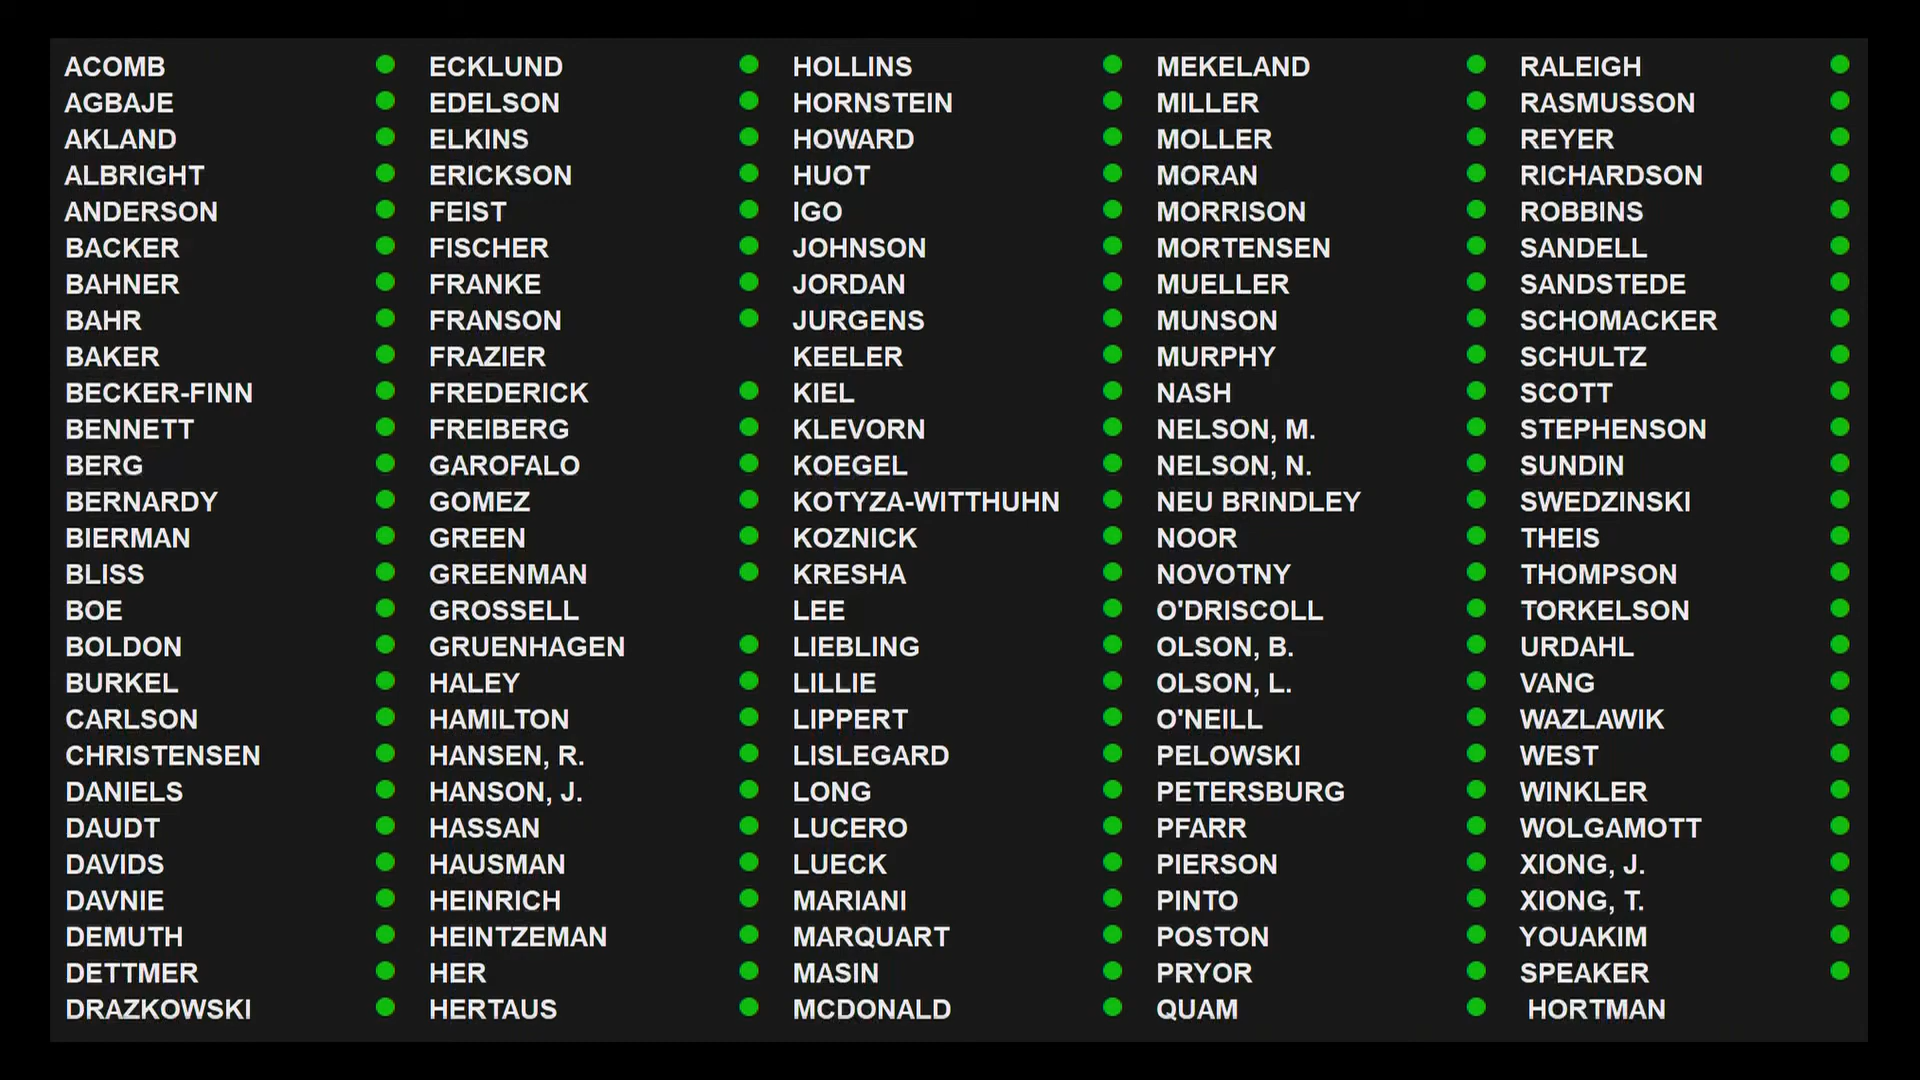 ACOMB
AGBAJE
AKLAND
ALBRIGHT
ANDERSON
BACKER
BAHNER
BAHR
BAKER
BECKER-FINN
BENNETT
BERG
BERNARDY
BIERMAN
BLISS
BOE
BOLDON
BURKEL
CARLSON
CHRISTENSEN
DANIELS
DAUDT
DAVIDS
DAVNIE
DEMUTH
DETTMER
DRAZKOWSKI
ECKLUND
EDELSON
ELKINS
ERICKSON
FEIST
FISCHER
FRANKE
FRANSON
FRAZIER
FREDERICK
FREIBERG
GAROFALO
GOMEZ
GREEN
GREENMAN
GROSSELL
GRUENHAGEN
HALEY
HAMILTON
HANSEN, R.
HANSON, J.
HASSAN
HAUSMAN
HEINRICH
HEINTZEMAN
HER
HERTAUS
HOLLINS
HORNSTEIN
HOWARD
HUOT
IGO
JOHNSON
JORDAN
JURGENS
KEELER
KIEL
KLEVORN
KOEGEL
KOTYZA-WITTHUHN
KOZNICK
KRESHA
LEE
LIEBLING
LILLIE
LIPPERT
LISLEGARD
LONG
LUCERO
LUECK
MARIANI
MARQUART
MASIN
MCDONALD
MEKELAND
MILLER
MOLLER
MORAN
MORRISON
MORTENSEN
MUELLER
MUNSON
MURPHY
NASH
NELSON, M.
NELSON, N.
NEU BRINDLEY
NOOR
NOVOTNY
O'DRISCOLL
OLSON, B.
OLSON, L.
O'NEILL
PELOWSKI
PETERSBURG
PFARR
PIERSON
PINTO
POSTON
PRYOR
QUAM
RALEIGH
RASMUSSON
REYER
RICHARDSON
ROBBINS
SANDELL
SANDSTEDE
SCHOMACKER
SCHULTZ
SCOTT
STEPHENSON
SUNDIN
SWEDZINSKI
THEIS
THOMPSON
TORKELSON
URDAHL
VANG
WAZLAWIK
WEST
WINKLER
WOLGAMOTT
XIONG, J.
XIONG, T.
YOUAKIM
SPEAKER
HORTMAN